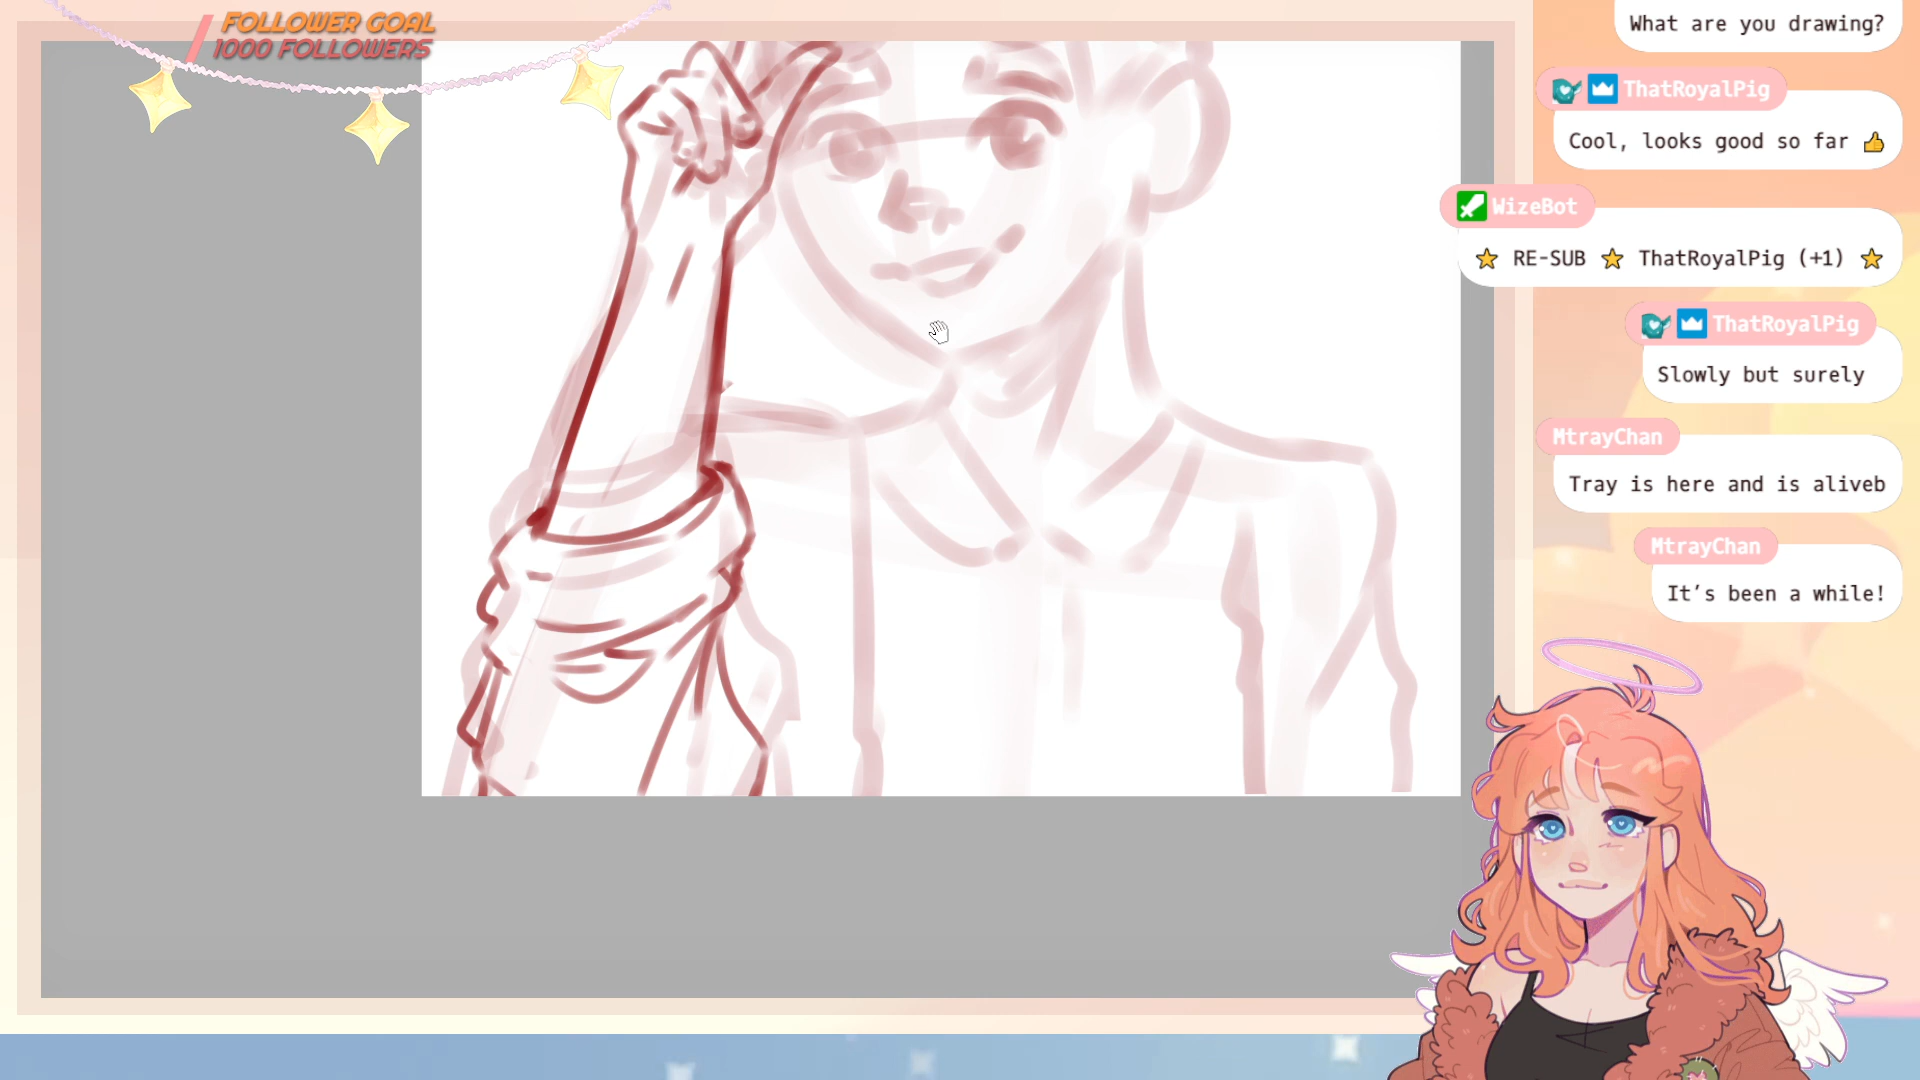 FOLLOWER GOAL
1000 FOLLOWERS
What are you drawing?
ThatRoyalPig
Cool, looks good so far 👍
WizeBot
⭐ RE-SUB ⭐ ThatRoyalPig (+1) ⭐
ThatRoyalPig
Slowly but surely
MtrayChan
Tray is here and is aliveb
MtrayChan
It’s been a while!